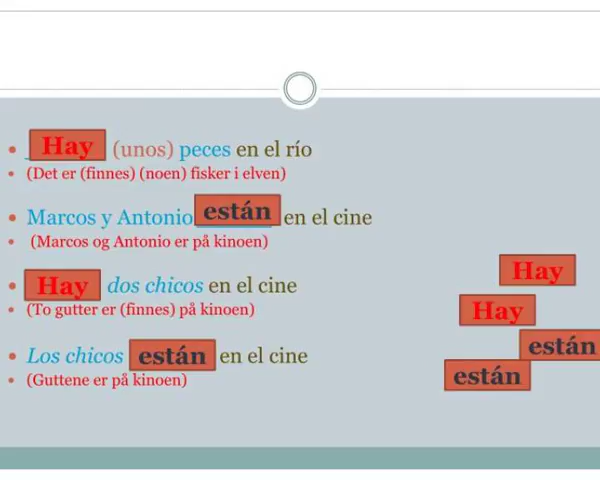 Hay (unos) peces en el río
(Det er (finnes) (noen) fisker i elven)
Marcos y Antonio están en el cine
(Marcos og Antonio er på kinoen)
Hay dos chicos en el cine
(To gutter er (finnes) på kinoen)
Los chicos están en el cine
(Guttene er på kinoen)
Hay
Hay
están
están